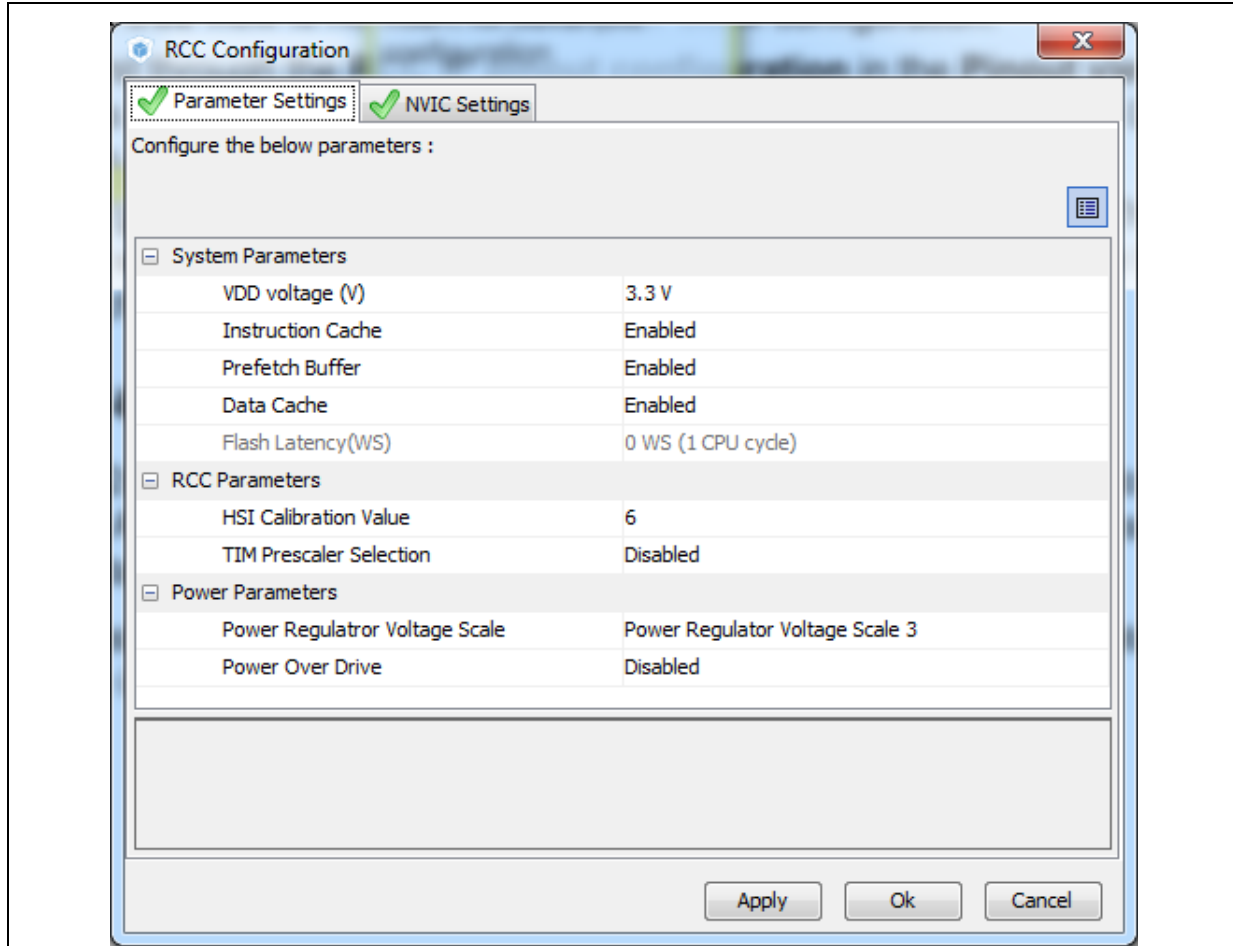 RCC Configuration
Parameter Settings NVIC Settings
Configure the below parameters :
System Parameters
VDD voltage (V) 3.3 V
Instruction Cache Enabled
Prefetch Buffer Enabled
Data Cache Enabled
Flash Latency(WS) 0 WS (1 CPU cycle)
RCC Parameters
HSI Calibration Value 6
TIM Prescaler Selection Disabled
Power Parameters
Power Regulatror Voltage Scale Power Regulator Voltage Scale 3
Power Over Drive Disabled
Apply Ok Cancel